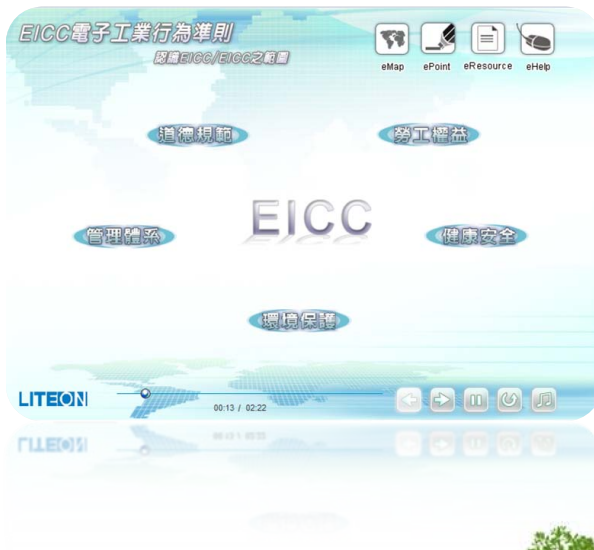 EICC電子工業行為準則
認識EICC/EICC之範圍
eMap ePoint eResource eHelp
道德規範 勞工權益
EICC
管理體系 健康安全
環境保護
LITEON
00:13 / 02:22